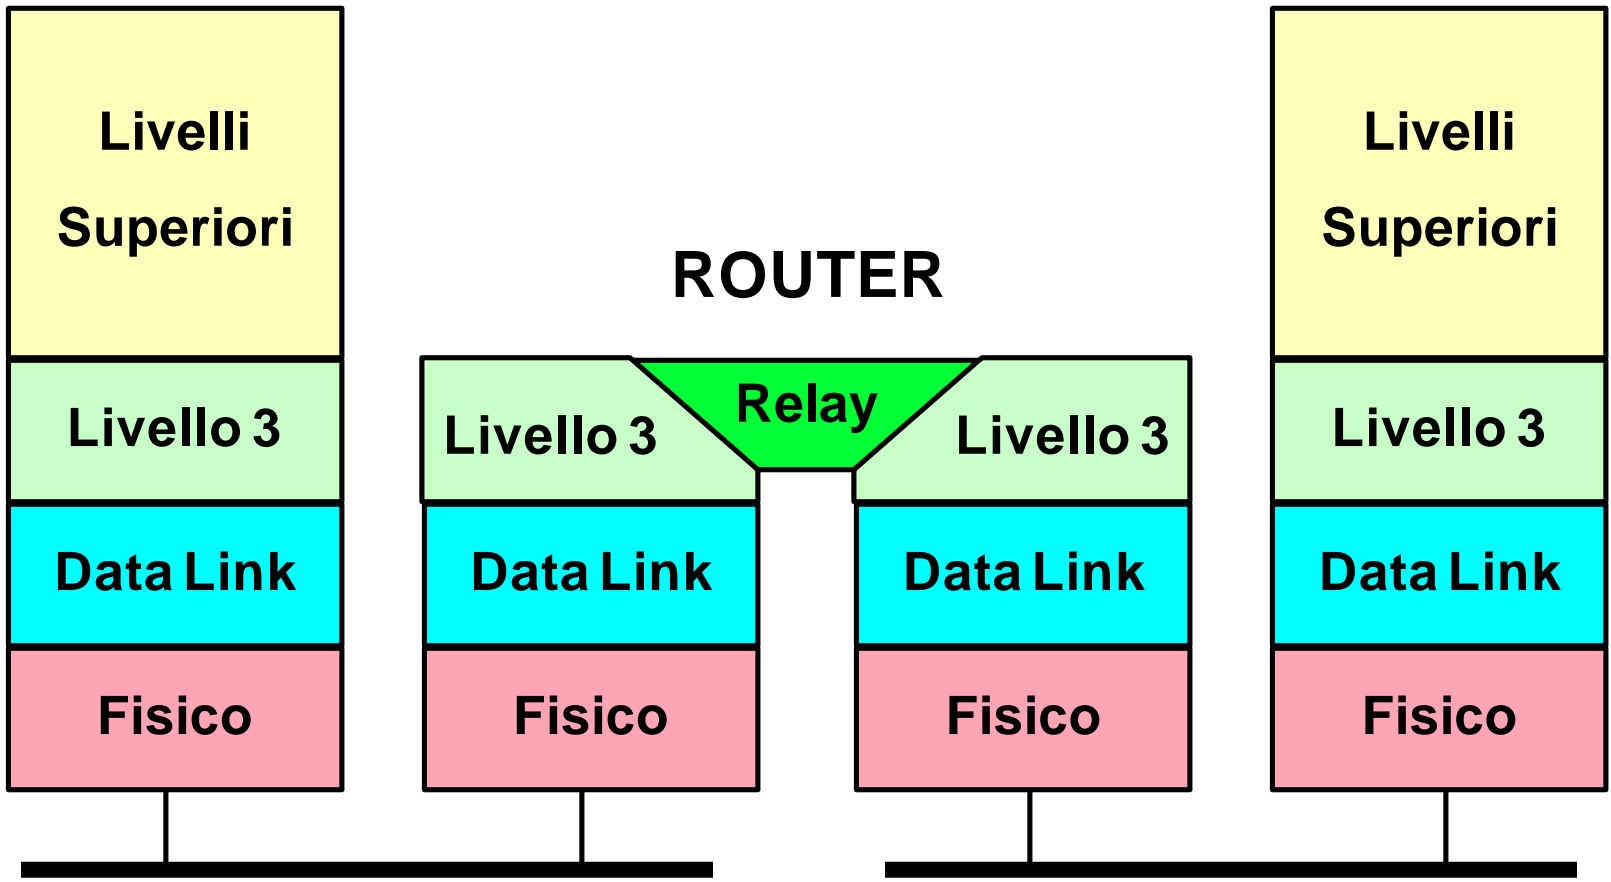 Livelli
Superiori
Livelli
Superiori
ROUTER
Relay
Livello 3
Livello 3
Livello 3
Livello 3
Data Link
Data Link
Data Link
Data Link
Fisico
Fisico
Fisico
Fisico